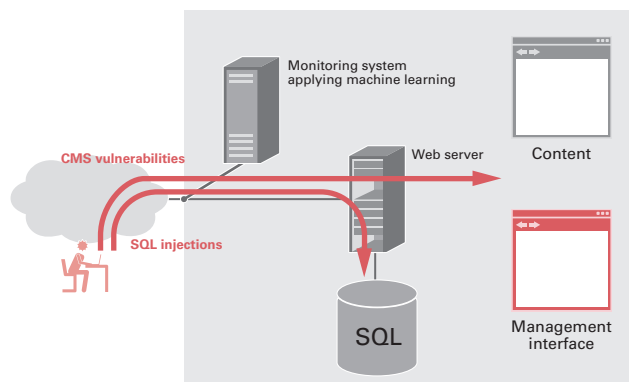 Monitoring system
applying machine learning
CMS vulnerabilities
Web server
Content
SQL injections
SQL
Management
interface